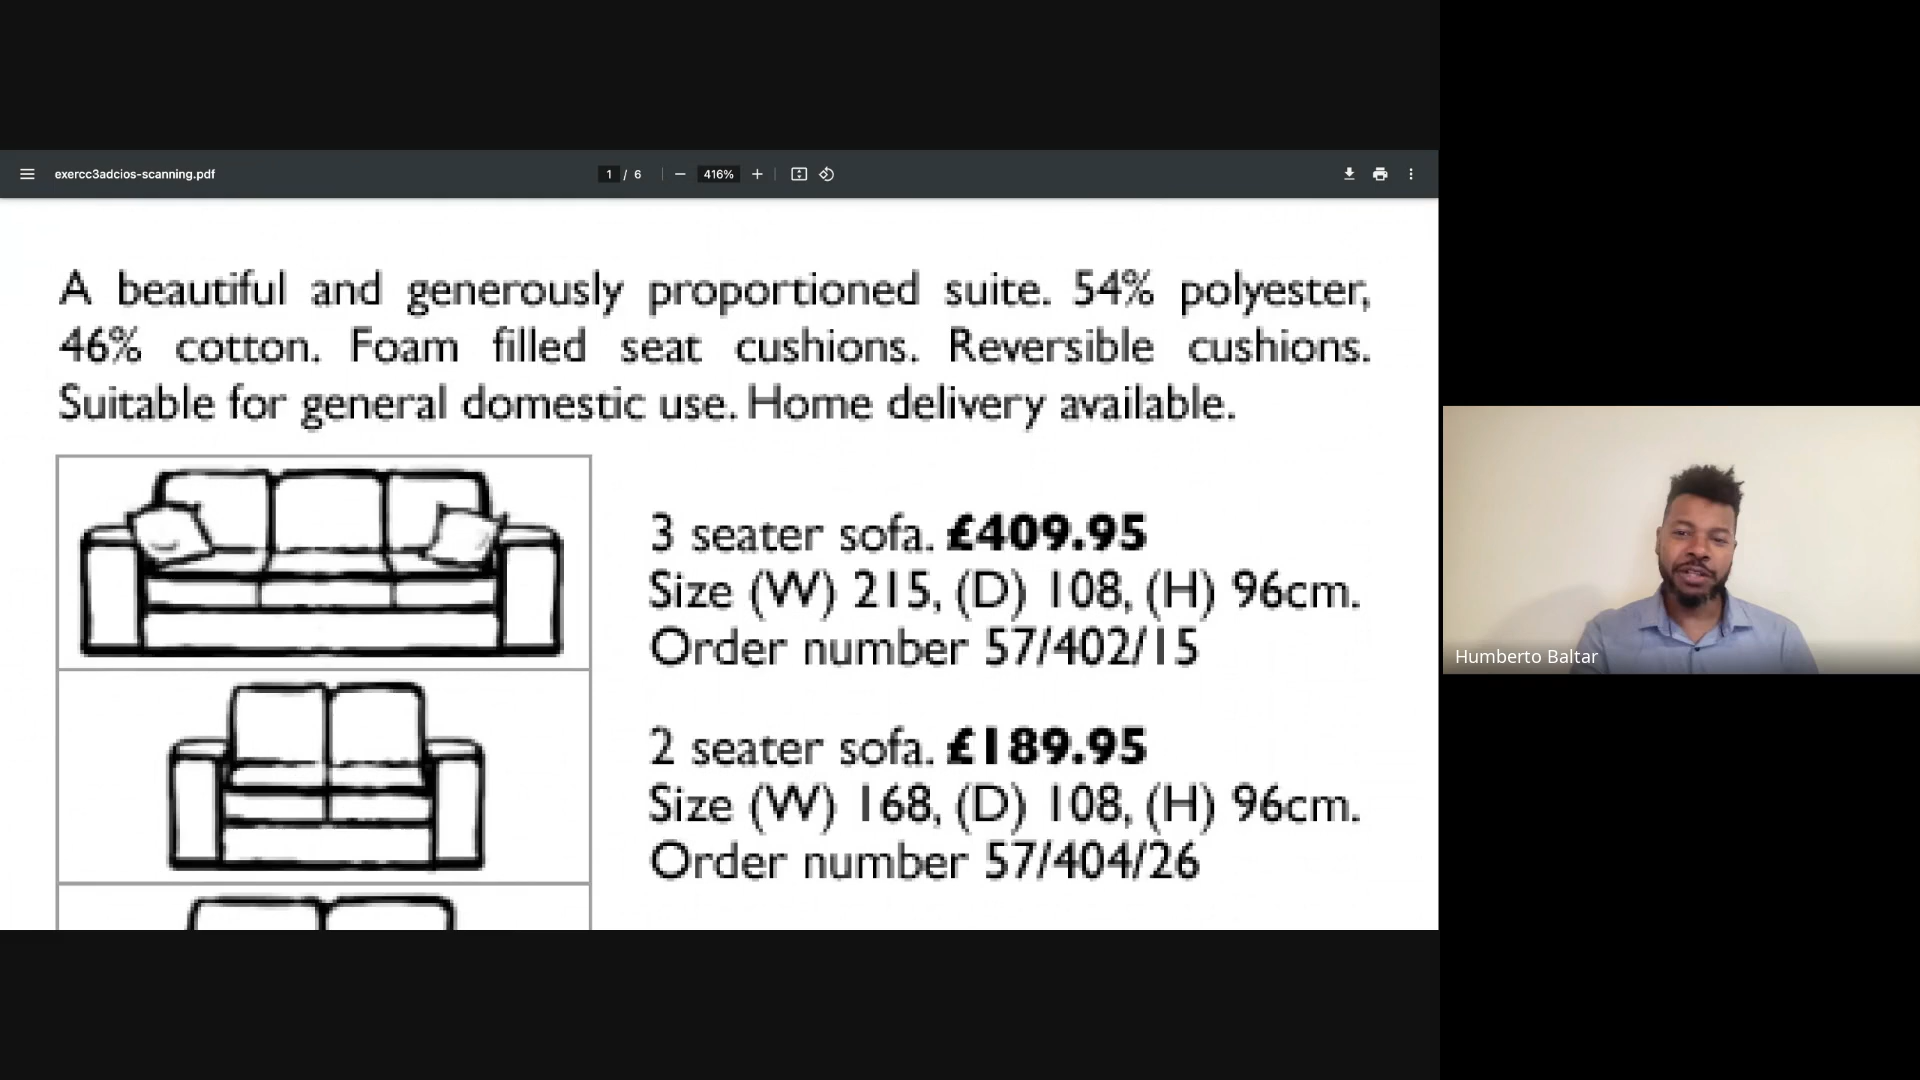 exercc3adcios-scanning.pdf
1 / 6
416%
A beautiful and generously proportioned suite. 54% polyester,
46% cotton. Foam filled seat cushions. Reversible cushions.
Suitable for general domestic use. Home delivery available.
3 seater sofa. £409.95
Size (W) 215, (D) 108, (H) 96cm.
Order number 57/402/15
2 seater sofa. £189.95
Size (W) 168, (D) 108, (H) 96cm.
Order number 57/404/26
Humberto Baltar